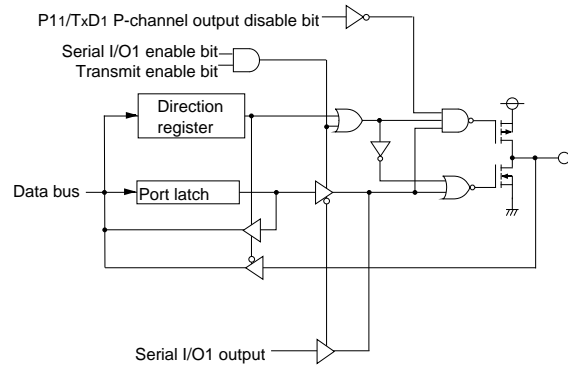 P11/TxD1 P-channel output disable bit
Serial I/O1 enable bit
Transmit enable bit
Direction
register
Data bus
Port latch
Serial I/O1 output